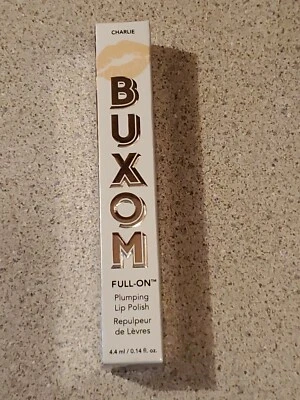 CHARLIE
BUXOM
FULL-ON™
Plumping
Lip Polish
Repulpeur
de Lèvres
4.4 ml / 0.14 fl. oz.